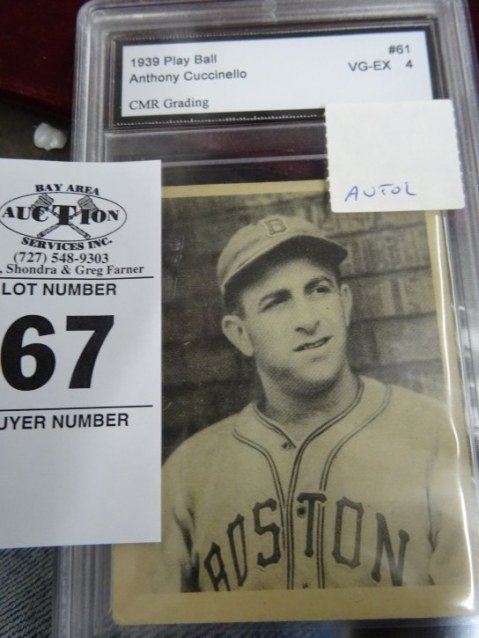 1939 Play Ball
Anthony Cuccinello
CMR Grading
#61
VG-EX 4
AUTOL
BAY AREA
AUCTION
SERVICES INC.
(727) 548-9303
, Shondra & Greg Farner
LOT NUMBER
67
UYER NUMBER
B
BOSTON